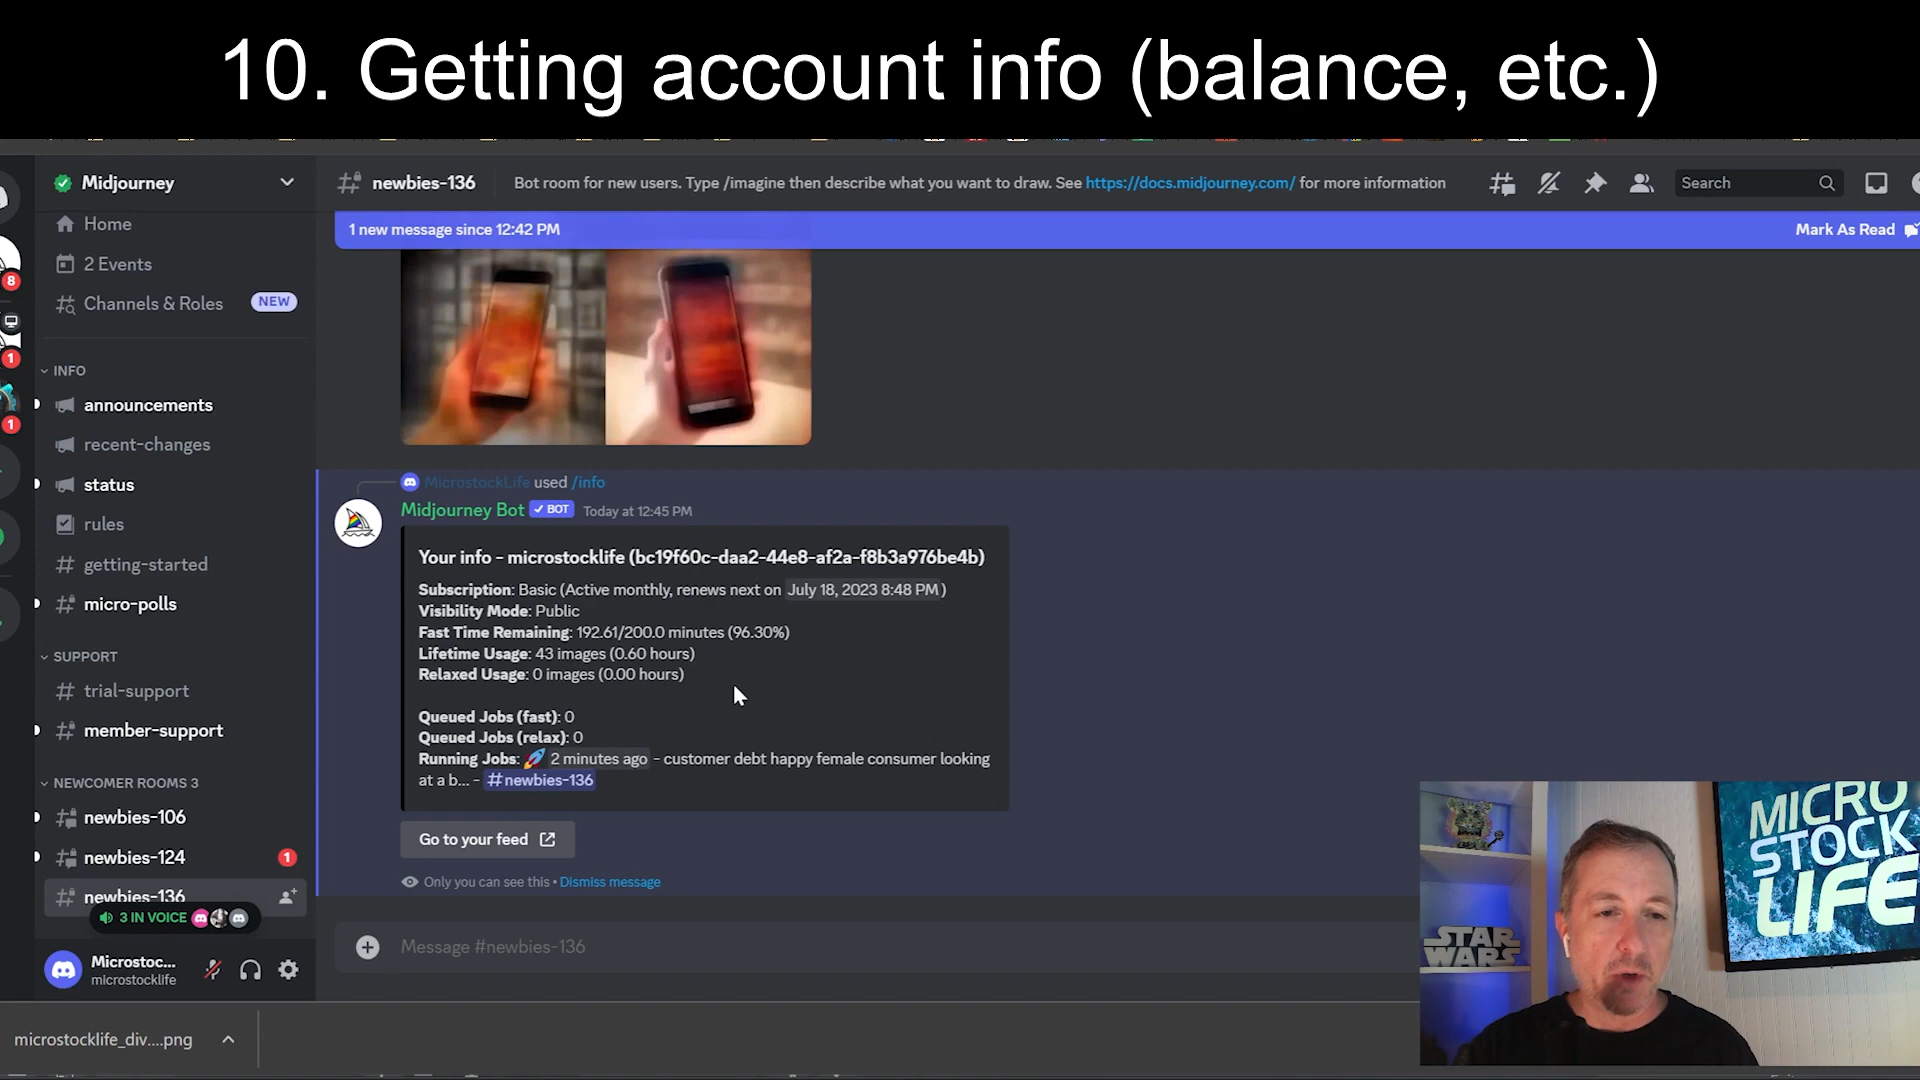 10. Getting account info (balance, etc.)
Midjourney
newbies-136
Bot room for new users. Type /imagine then describe what you want to draw. See https://docs.midjourney.com/ for more information
Search
1 new message since 12:42 PM
Mark As Read
Home
2 Events
Channels & Roles
NEW
8
1
1
INFO
announcements
recent-changes
status
rules
getting-started
micro-polls
SUPPORT
trial-support
member-support
NEWCOMER ROOMS 3
newbies-106
newbies-124
1
newbies-136
3 IN VOICE
Microstoc...
microstocklife
MicrostockLife used /info
Midjourney Bot
BOT
Today at 12:45 PM
Your info - microstocklife (bc19f60c-daa2-44e8-af2a-f8b3a976be4b)
Subscription: Basic (Active monthly, renews next on July 18, 2023 8:48 PM)
Visibility Mode: Public
Fast Time Remaining: 192.61/200.0 minutes (96.30%)
Lifetime Usage: 43 images (0.60 hours)
Relaxed Usage: 0 images (0.00 hours)
Queued Jobs (fast): 0
Queued Jobs (relax): 0
Running Jobs: 🚀 2 minutes ago - customer debt happy female consumer looking
at a b... - #newbies-136
Go to your feed
Only you can see this • Dismiss message
Message #newbies-136
microstocklife_div....png
MICRO
STOCK
LIFE
STAR
WARS